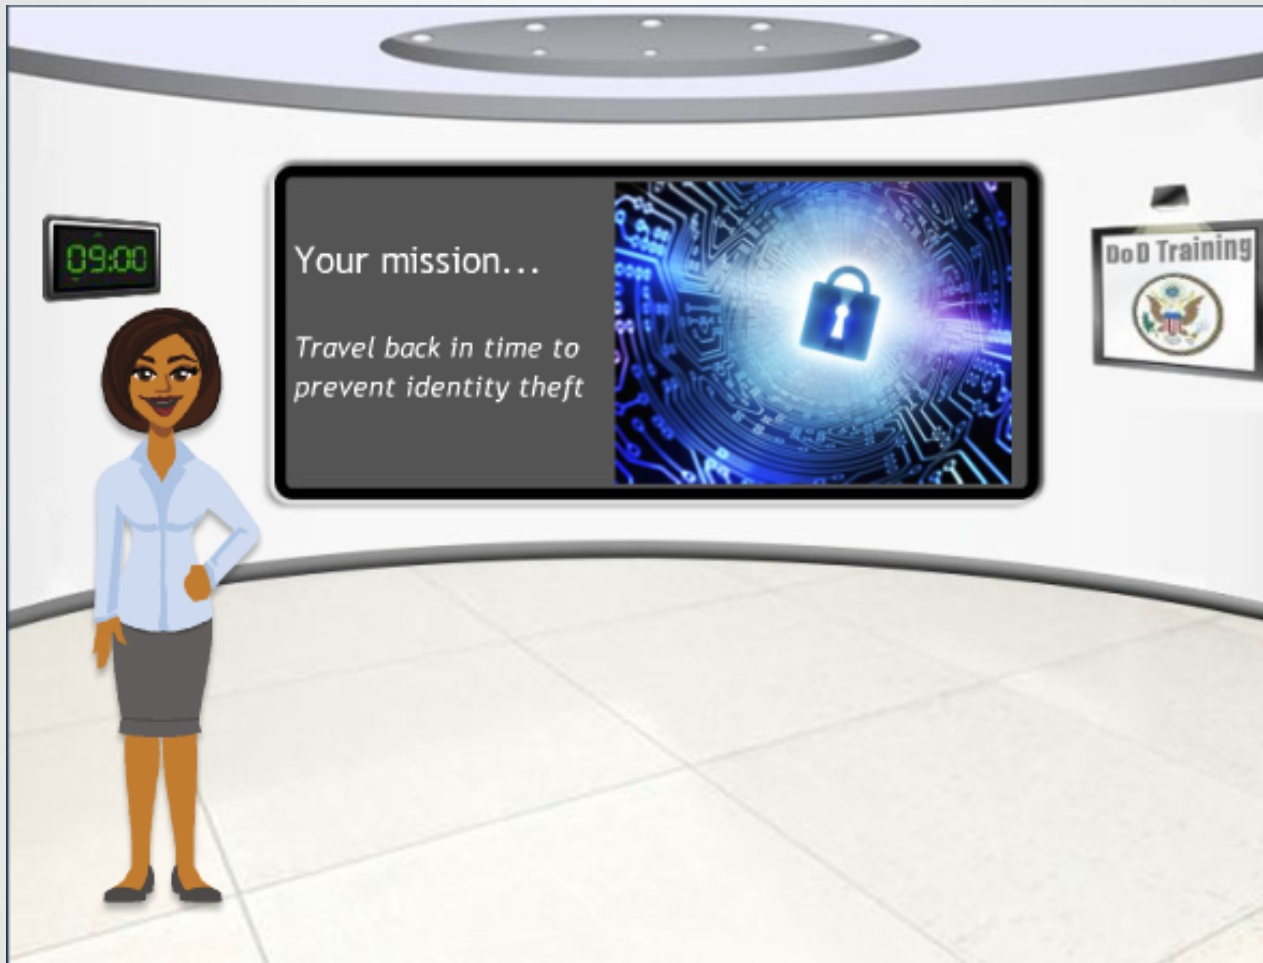 09:00
Your mission...
Travel back in time to
prevent identity theft
DoD Training